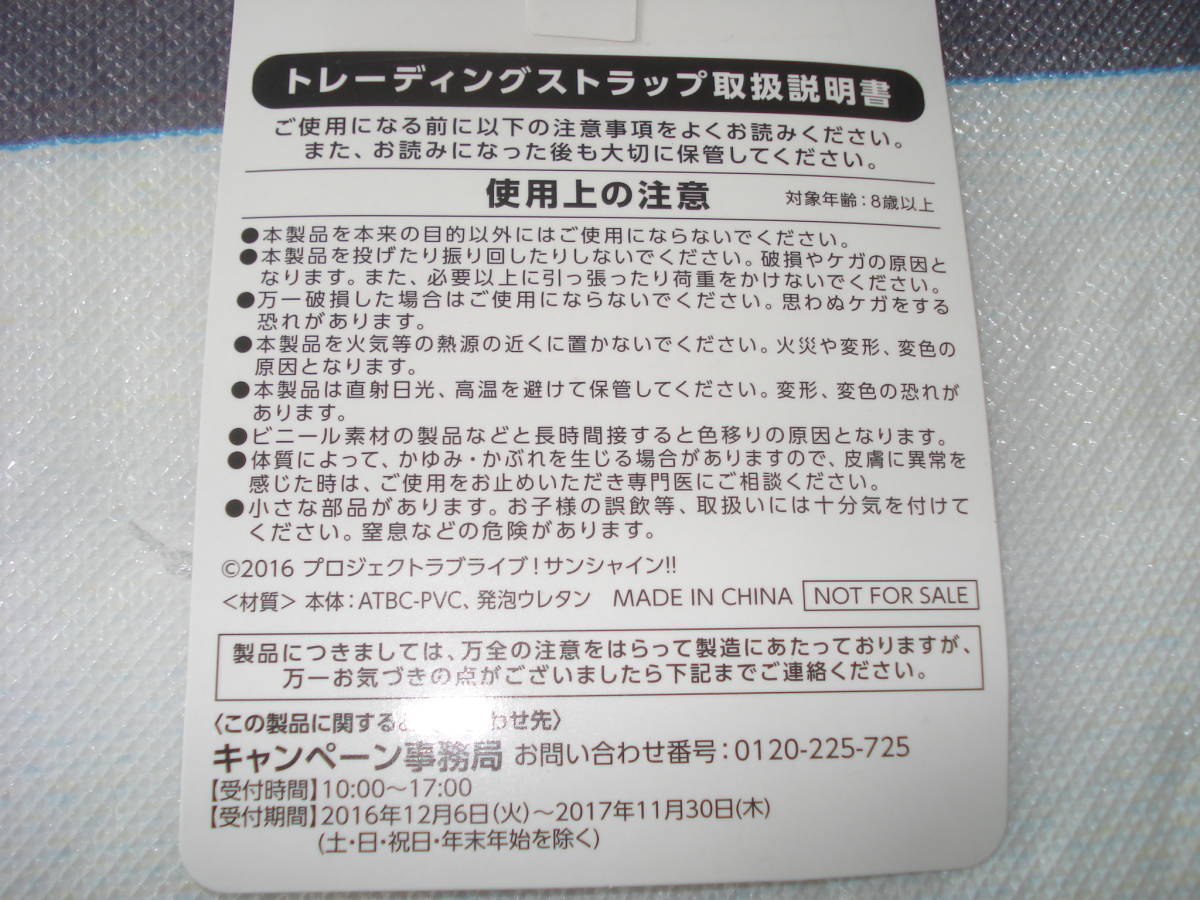 トレーディングストラップ取扱説明書
ご使用になる前に以下の注意事項をよくお読みください。
また、お読みになった後も大切に保管してください。
使用上の注意 対象年齢：8歳以上
●本製品を本来の目的以外にはご使用にならないでください。
●本製品を投げたり振り回したりしないでください。破損やケガの原因と
なります。また、必要以上に引っ張ったり荷重をかけないでください。
●万一破損した場合はご使用にならないでください。思わぬケガをする
恐れがあります。
●本製品を火気等の熱源の近くに置かないでください。火災や変形、変色の
原因となります。
●本製品は直射日光、高温を避けて保管してください。変形、変色の恐れが
あります。
●ビニール素材の製品などと長時間接すると色移りの原因となります。
●体質によって、かゆみ・かぶれを生じる場合がありますので、皮膚に異常を
感じた時は、ご使用をお止めいただき専門医にご相談ください。
●小さな部品があります。お子様の誤飲等、取扱いには十分気を付けて
ください。窒息などの危険があります。
©2016 プロジェクトラブライブ！サンシャイン!!
＜材質＞ 本体：ATBC-PVC、発泡ウレタン MADE IN CHINA NOT FOR SALE
製品につきましては、万全の注意をはらって製造にあたっておりますが、
万一お気づきの点がございましたら下記までご連絡ください。
〈この製品に関する わせ先〉
キャンペーン事務局 お問い合わせ番号：0120-225-725
【受付時間】10:00～17:00
【受付期間】2016年12月6日(火)～2017年11月30日(木)
(土・日・祝日・年末年始を除く)